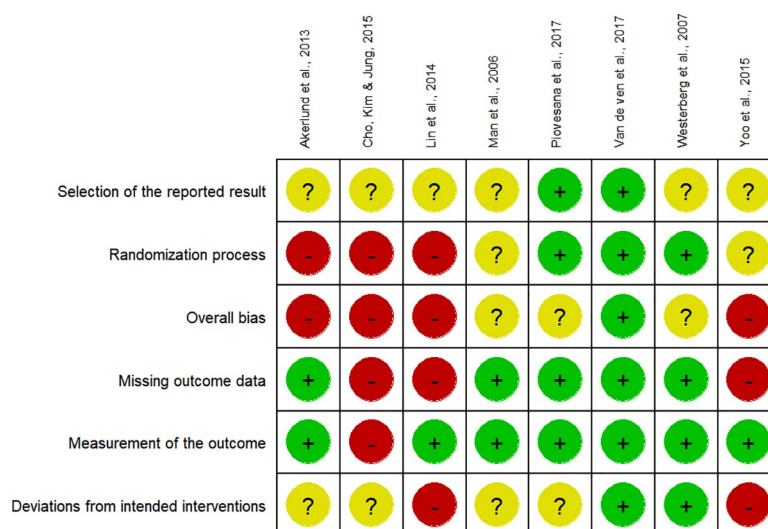 Akerlund et al., 2013
Cho, Kim & Jung, 2015
Lin et al., 2014
Man et al., 2006
Piovesana et al., 2017
Van de ven et al., 2017
Westerberg et al., 2007
Yoo et al., 2015
Selection of the reported result ? ? ? ? + + ? ?
Randomization process - - - ? + + + ?
Overall bias - - - ? ? + ? -
Missing outcome data + - - + + + + -
Measurement of the outcome + - + + + + + +
Deviations from intended interventions ? ? - ? ? + + -